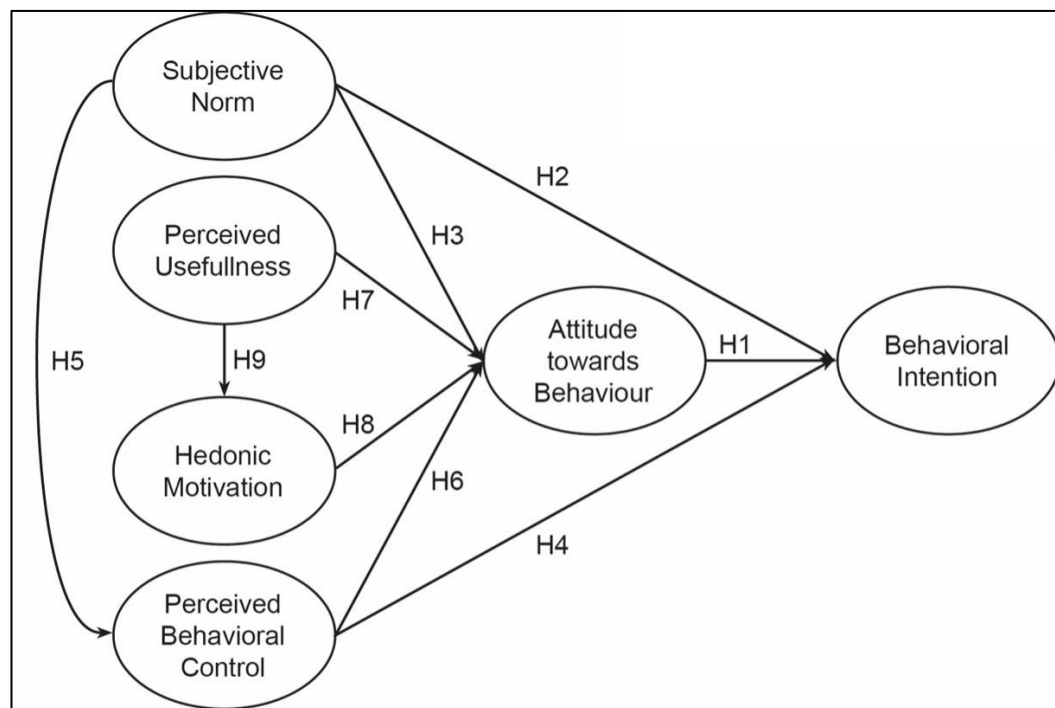 Subjective
Norm
H2
H3
Perceived
Usefullness
H7
H5
H9
Attitude
towards
Behaviour
H1
Behavioral
Intention
Hedonic
Motivation
H8
H6
H4
Perceived
Behavioral
Control